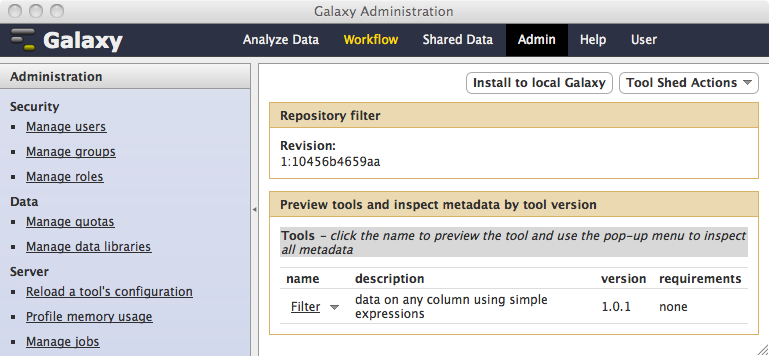 Galaxy Administration
Galaxy
Analyze Data Workflow Shared Data Admin Help User
Administration
Security
Manage users
Manage groups
Manage roles
Data
Manage quotas
Manage data libraries
Server
Reload a tool's configuration
Profile memory usage
Manage jobs
Install to local Galaxy Tool Shed Actions
Repository filter
Revision:
1:10456b4659aa
Preview tools and inspect metadata by tool version
Tools - click the name to preview the tool and use the pop-up menu to inspect
all metadata
name description version requirements
Filter data on any column using simple 1.0.1 none
expressions